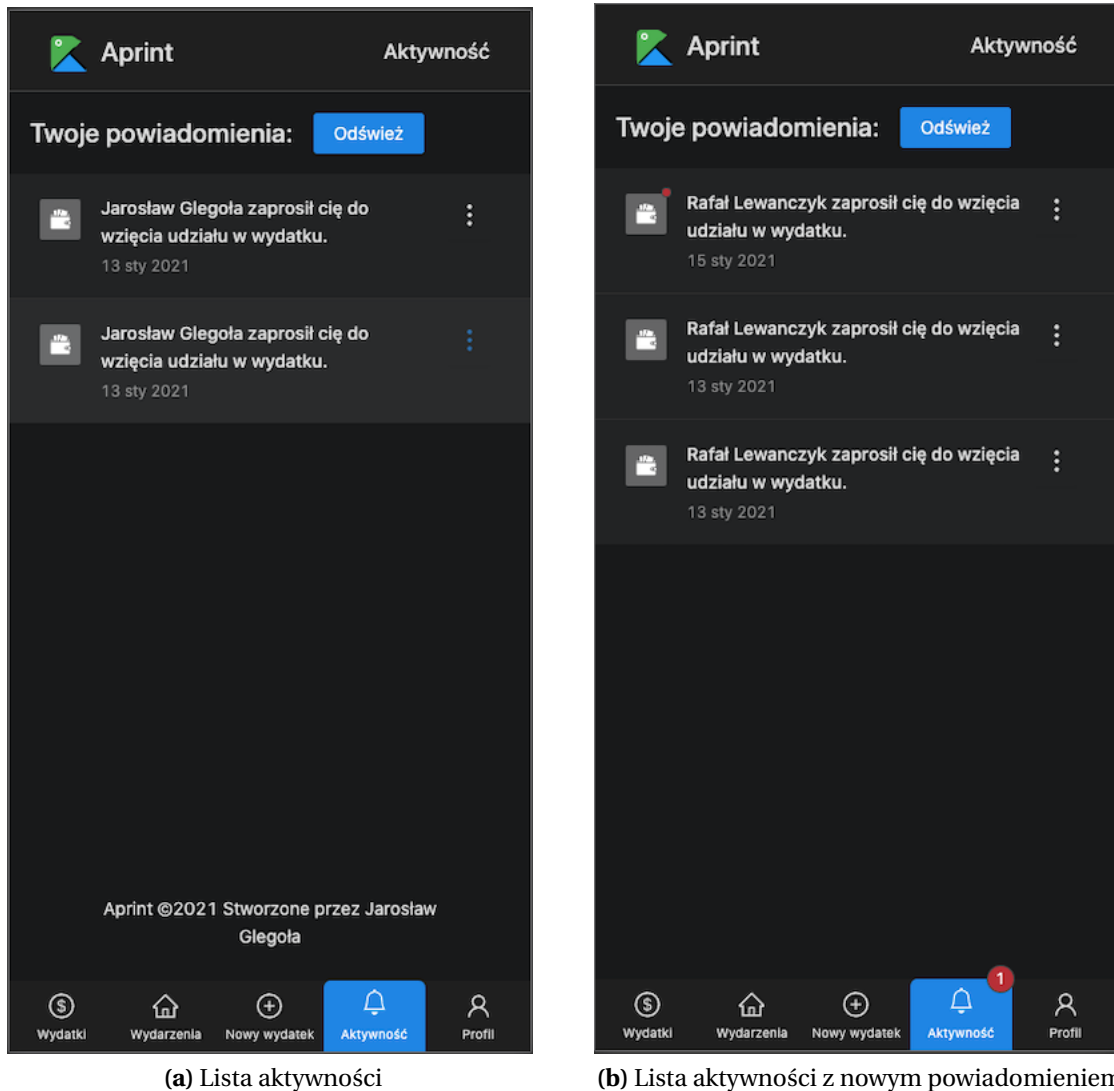 Aprint
Aktywność
Twoje powiadomienia:
Odśwież
Jarosław Glegoła zaprosił cię do
wzięcia udziału w wydatku.
13 sty 2021
Jarosław Glegoła zaprosił cię do
wzięcia udziału w wydatku.
13 sty 2021
Aprint ©2021 Stworzone przez Jarosław
Glegoła
Wydatki
Wydarzenia
Nowy wydatek
Aktywność
Profil
(a) Lista aktywności
Aprint
Aktywność
Twoje powiadomienia:
Odśwież
Rafał Lewanczyk zaprosił cię do wzięcia
udziału w wydatku.
15 sty 2021
Rafał Lewanczyk zaprosił cię do wzięcia
udziału w wydatku.
13 sty 2021
Rafał Lewanczyk zaprosił cię do wzięcia
udziału w wydatku.
13 sty 2021
1
Wydatki
Wydarzenia
Nowy wydatek
Aktywność
Profil
(b) Lista aktywności z nowym powiadomieniem